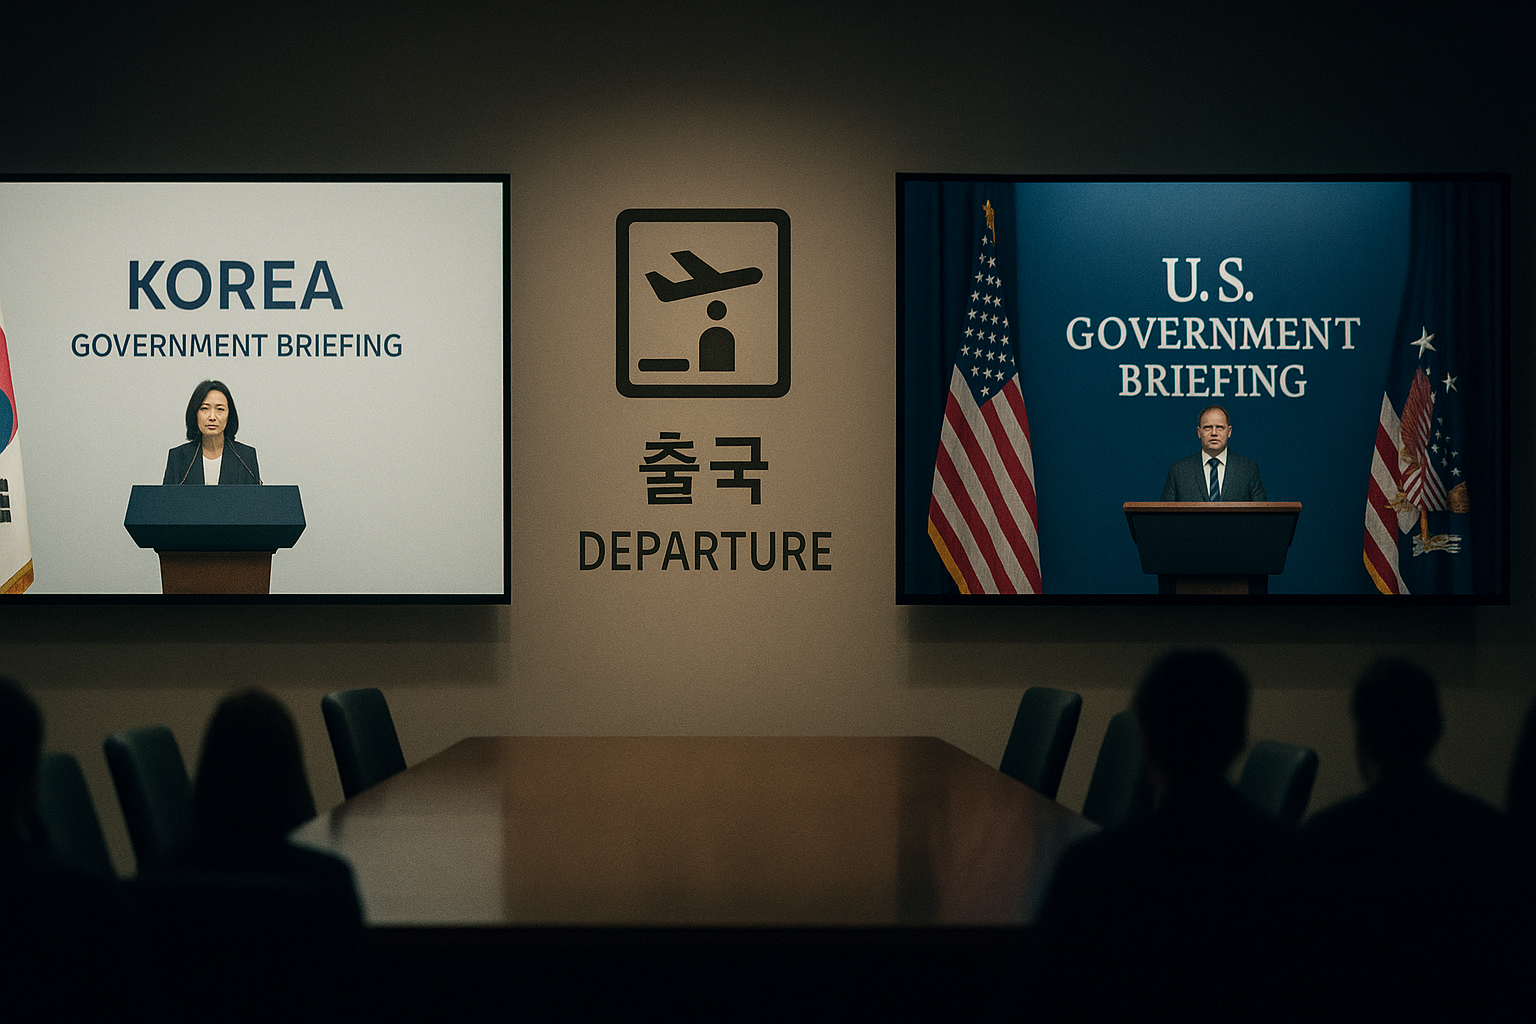 KOREA
GOVERNMENT BRIEFING
출국
DEPARTURE
U.S.
GOVERNMENT
BRIEFING